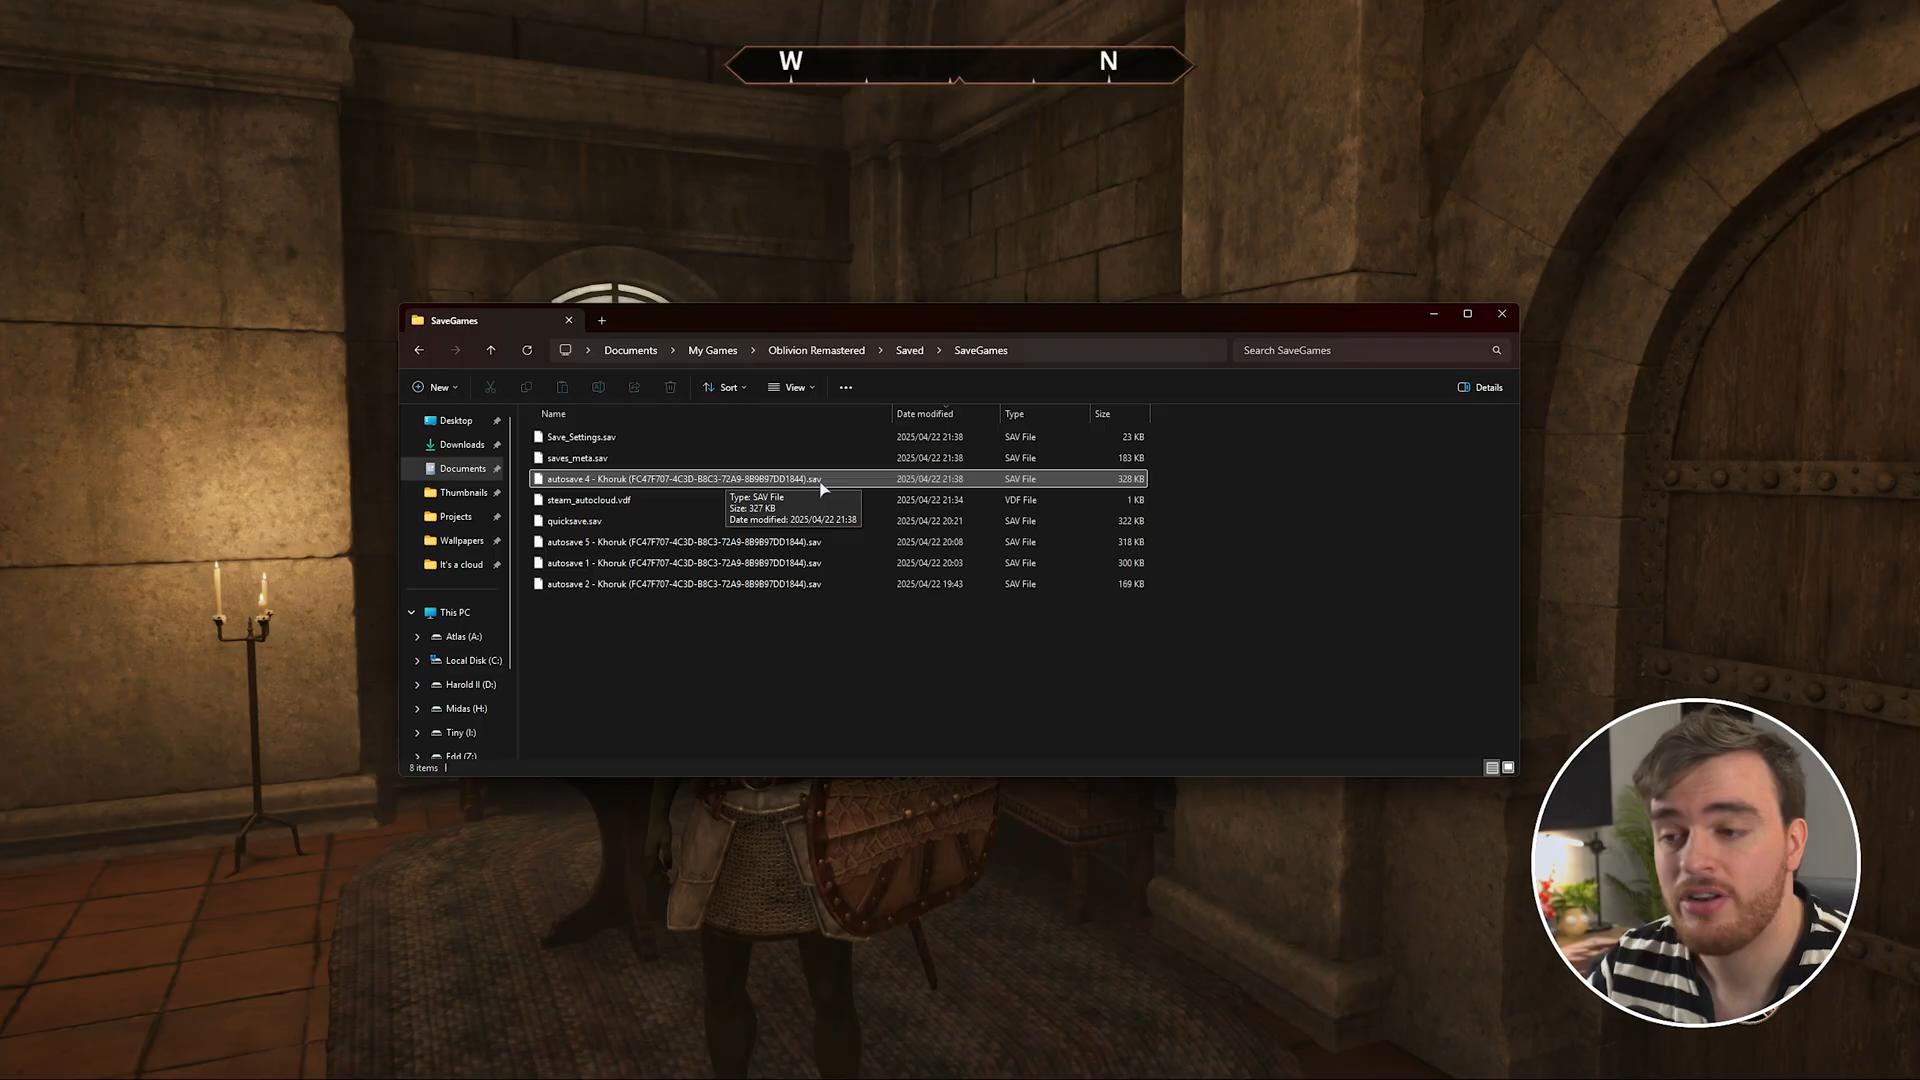 W N
SaveGames
Documents My Games Oblivion Remastered Saved SaveGames
Search SaveGames
New Sort View Details
Desktop
Downloads
Documents
Thumbnails
Projects
Wallpapers
It's a cloud
This PC
Atlas (A:)
Local Disk (C:)
Harold II (D:)
Midas (H:)
Tiny (I:)
Edd (Z:)
Name Date modified Type Size
Save_Settings.sav 2025/04/22 21:38 SAV File 23 KB
saves_meta.sav 2025/04/22 21:38 SAV File 183 KB
autosave 4 - Khoruk (FC47F707-4C3D-B8C3-72A9-8B9B97DD1844).sav 2025/04/22 21:38 SAV File 328 KB
steam_autocloud.vdf 2025/04/22 21:34 VDF File 1 KB
quicksave.sav 2025/04/22 20:21 SAV File 322 KB
autosave 5 - Khoruk (FC47F707-4C3D-B8C3-72A9-8B9B97DD1844).sav 2025/04/22 20:08 SAV File 318 KB
autosave 1 - Khoruk (FC47F707-4C3D-B8C3-72A9-8B9B97DD1844).sav 2025/04/22 20:03 SAV File 300 KB
autosave 2 - Khoruk (FC47F707-4C3D-B8C3-72A9-8B9B97DD1844).sav 2025/04/22 19:43 SAV File 169 KB
Type: SAV File
Size: 327 KB
Date modified: 2025/04/22 21:38
8 items